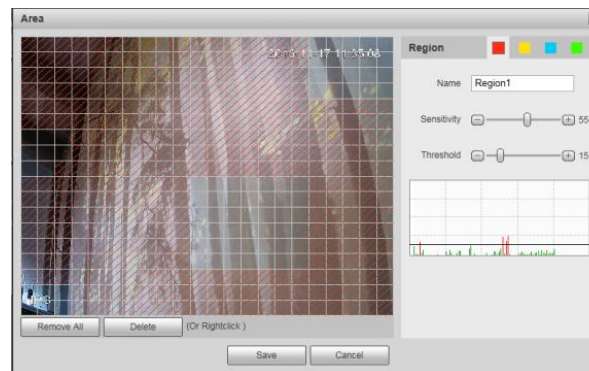 Area
Region
Name Region1
Sensitivity 55
Threshold 15
Remove All Delete (Or Rightclick )
Save Cancel